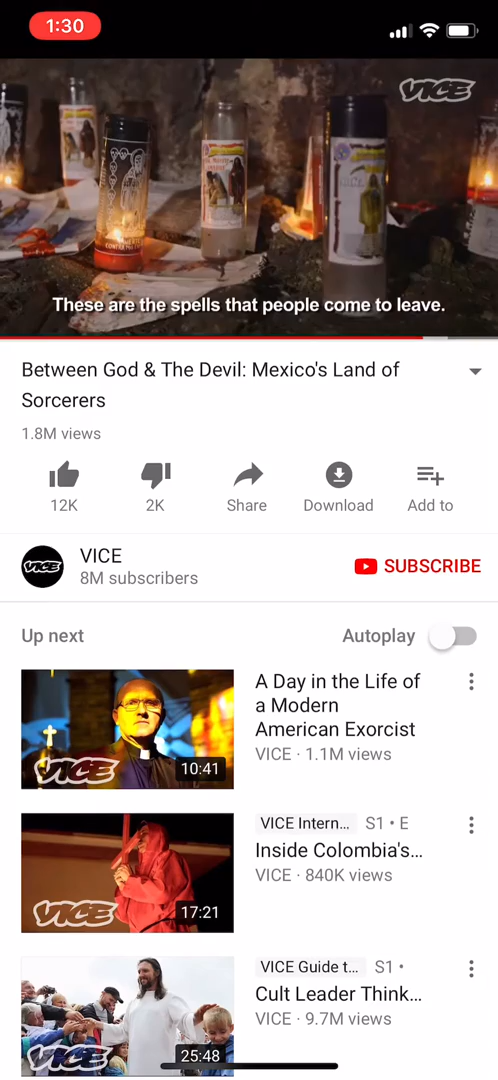 1:30
VICE
These are the spells that people come to leave.
Between God & The Devil: Mexico's Land of
Sorcerers
1.8M views
12K
2K
Share
Download
Add to
VICE
VICE
8M subscribers
SUBSCRIBE
Up next
Autoplay
VICE
10:41
A Day in the Life of
a Modern
American Exorcist
VICE · 1.1M views
VICE
17:21
VICE Intern... S1 • E
Inside Colombia's...
VICE · 840K views
VICE
25:48
VICE Guide t... S1 •
Cult Leader Think...
VICE · 9.7M views